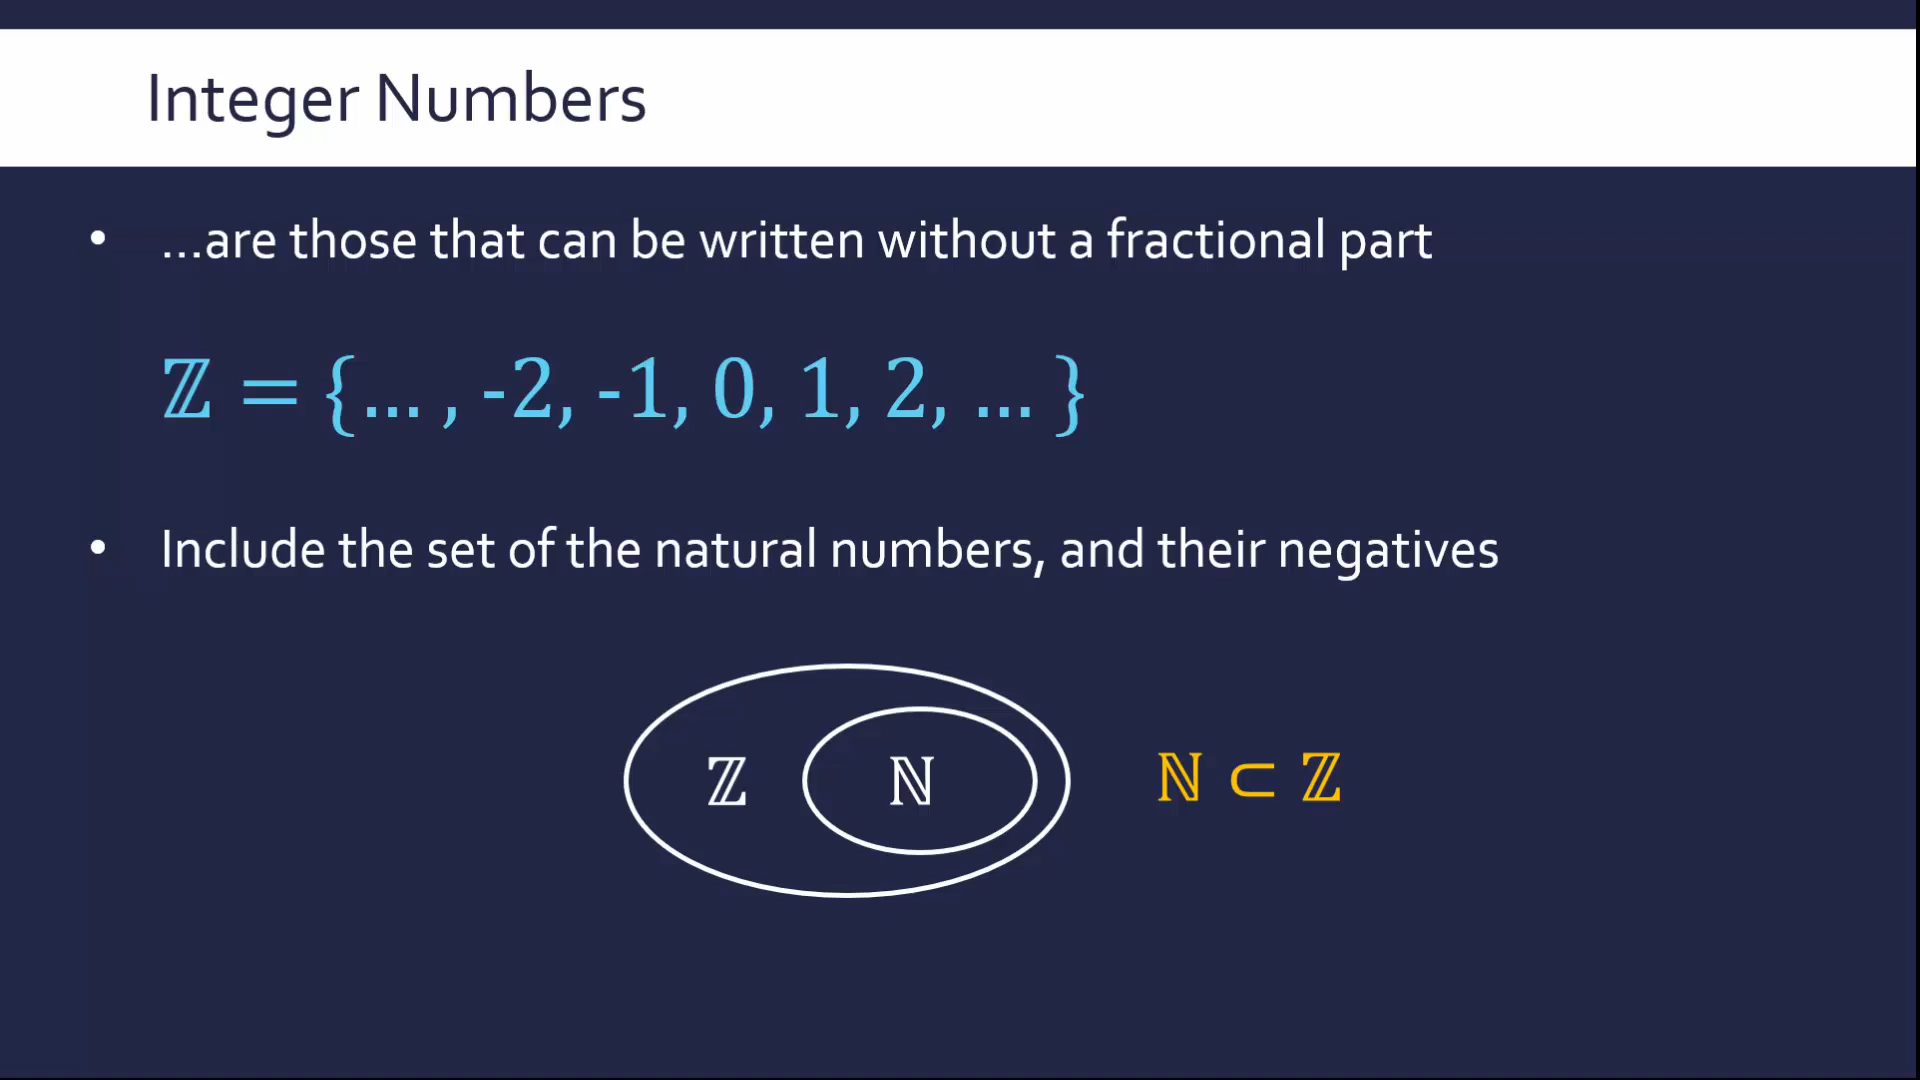 Integer Numbers
• ...are those that can be written without a fractional part
ℤ = {... , -2, -1, 0, 1, 2, ... }
• Include the set of the natural numbers, and their negatives
ℤ ℕ ℕ ⊂ ℤ